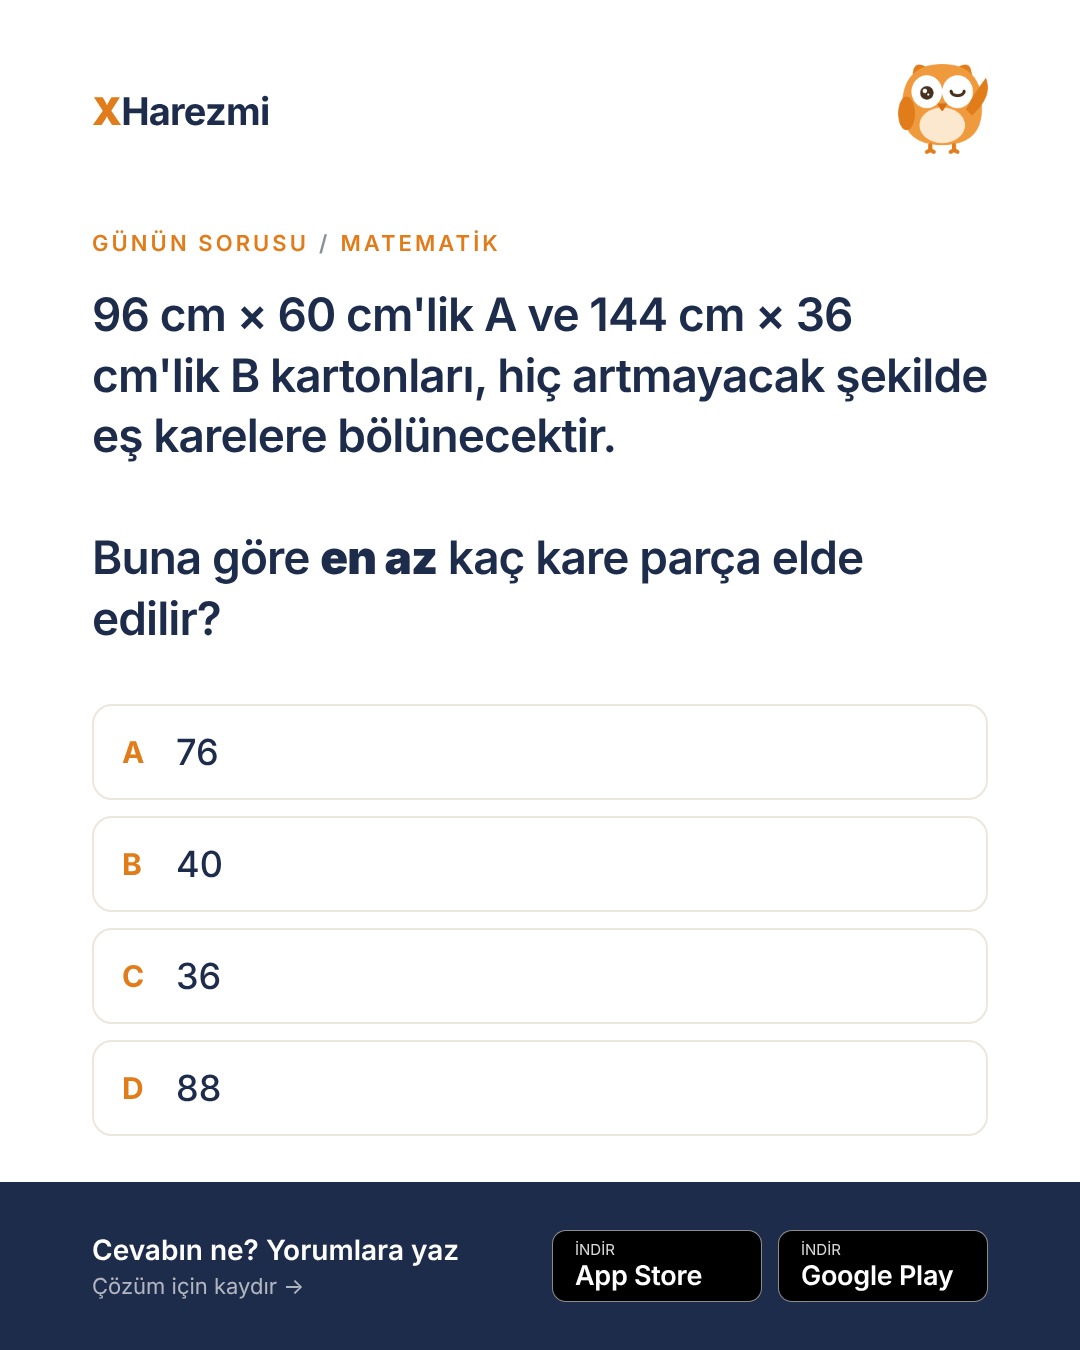 XHarezmi
GÜNÜN SORUSU / MATEMATİK
96 cm × 60 cm'lik A ve 144 cm × 36
cm'lik B kartonları, hiç artmayacak şekilde
eş karelere bölünecektir.
Buna göre en az kaç kare parça elde
edilir?
A 76
B 40
C 36
D 88
Cevabın ne? Yorumlara yaz
Çözüm için kaydır →
İNDİR
App Store
İNDİR
Google Play